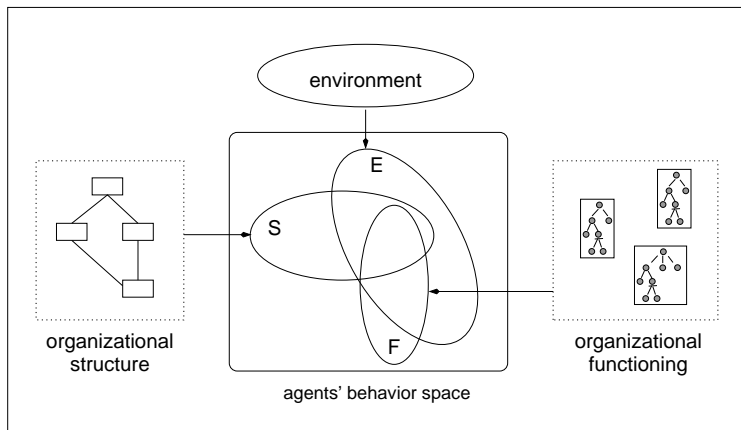 environment
E
S
F
organizational
structure
agents' behavior space
organizational
functioning